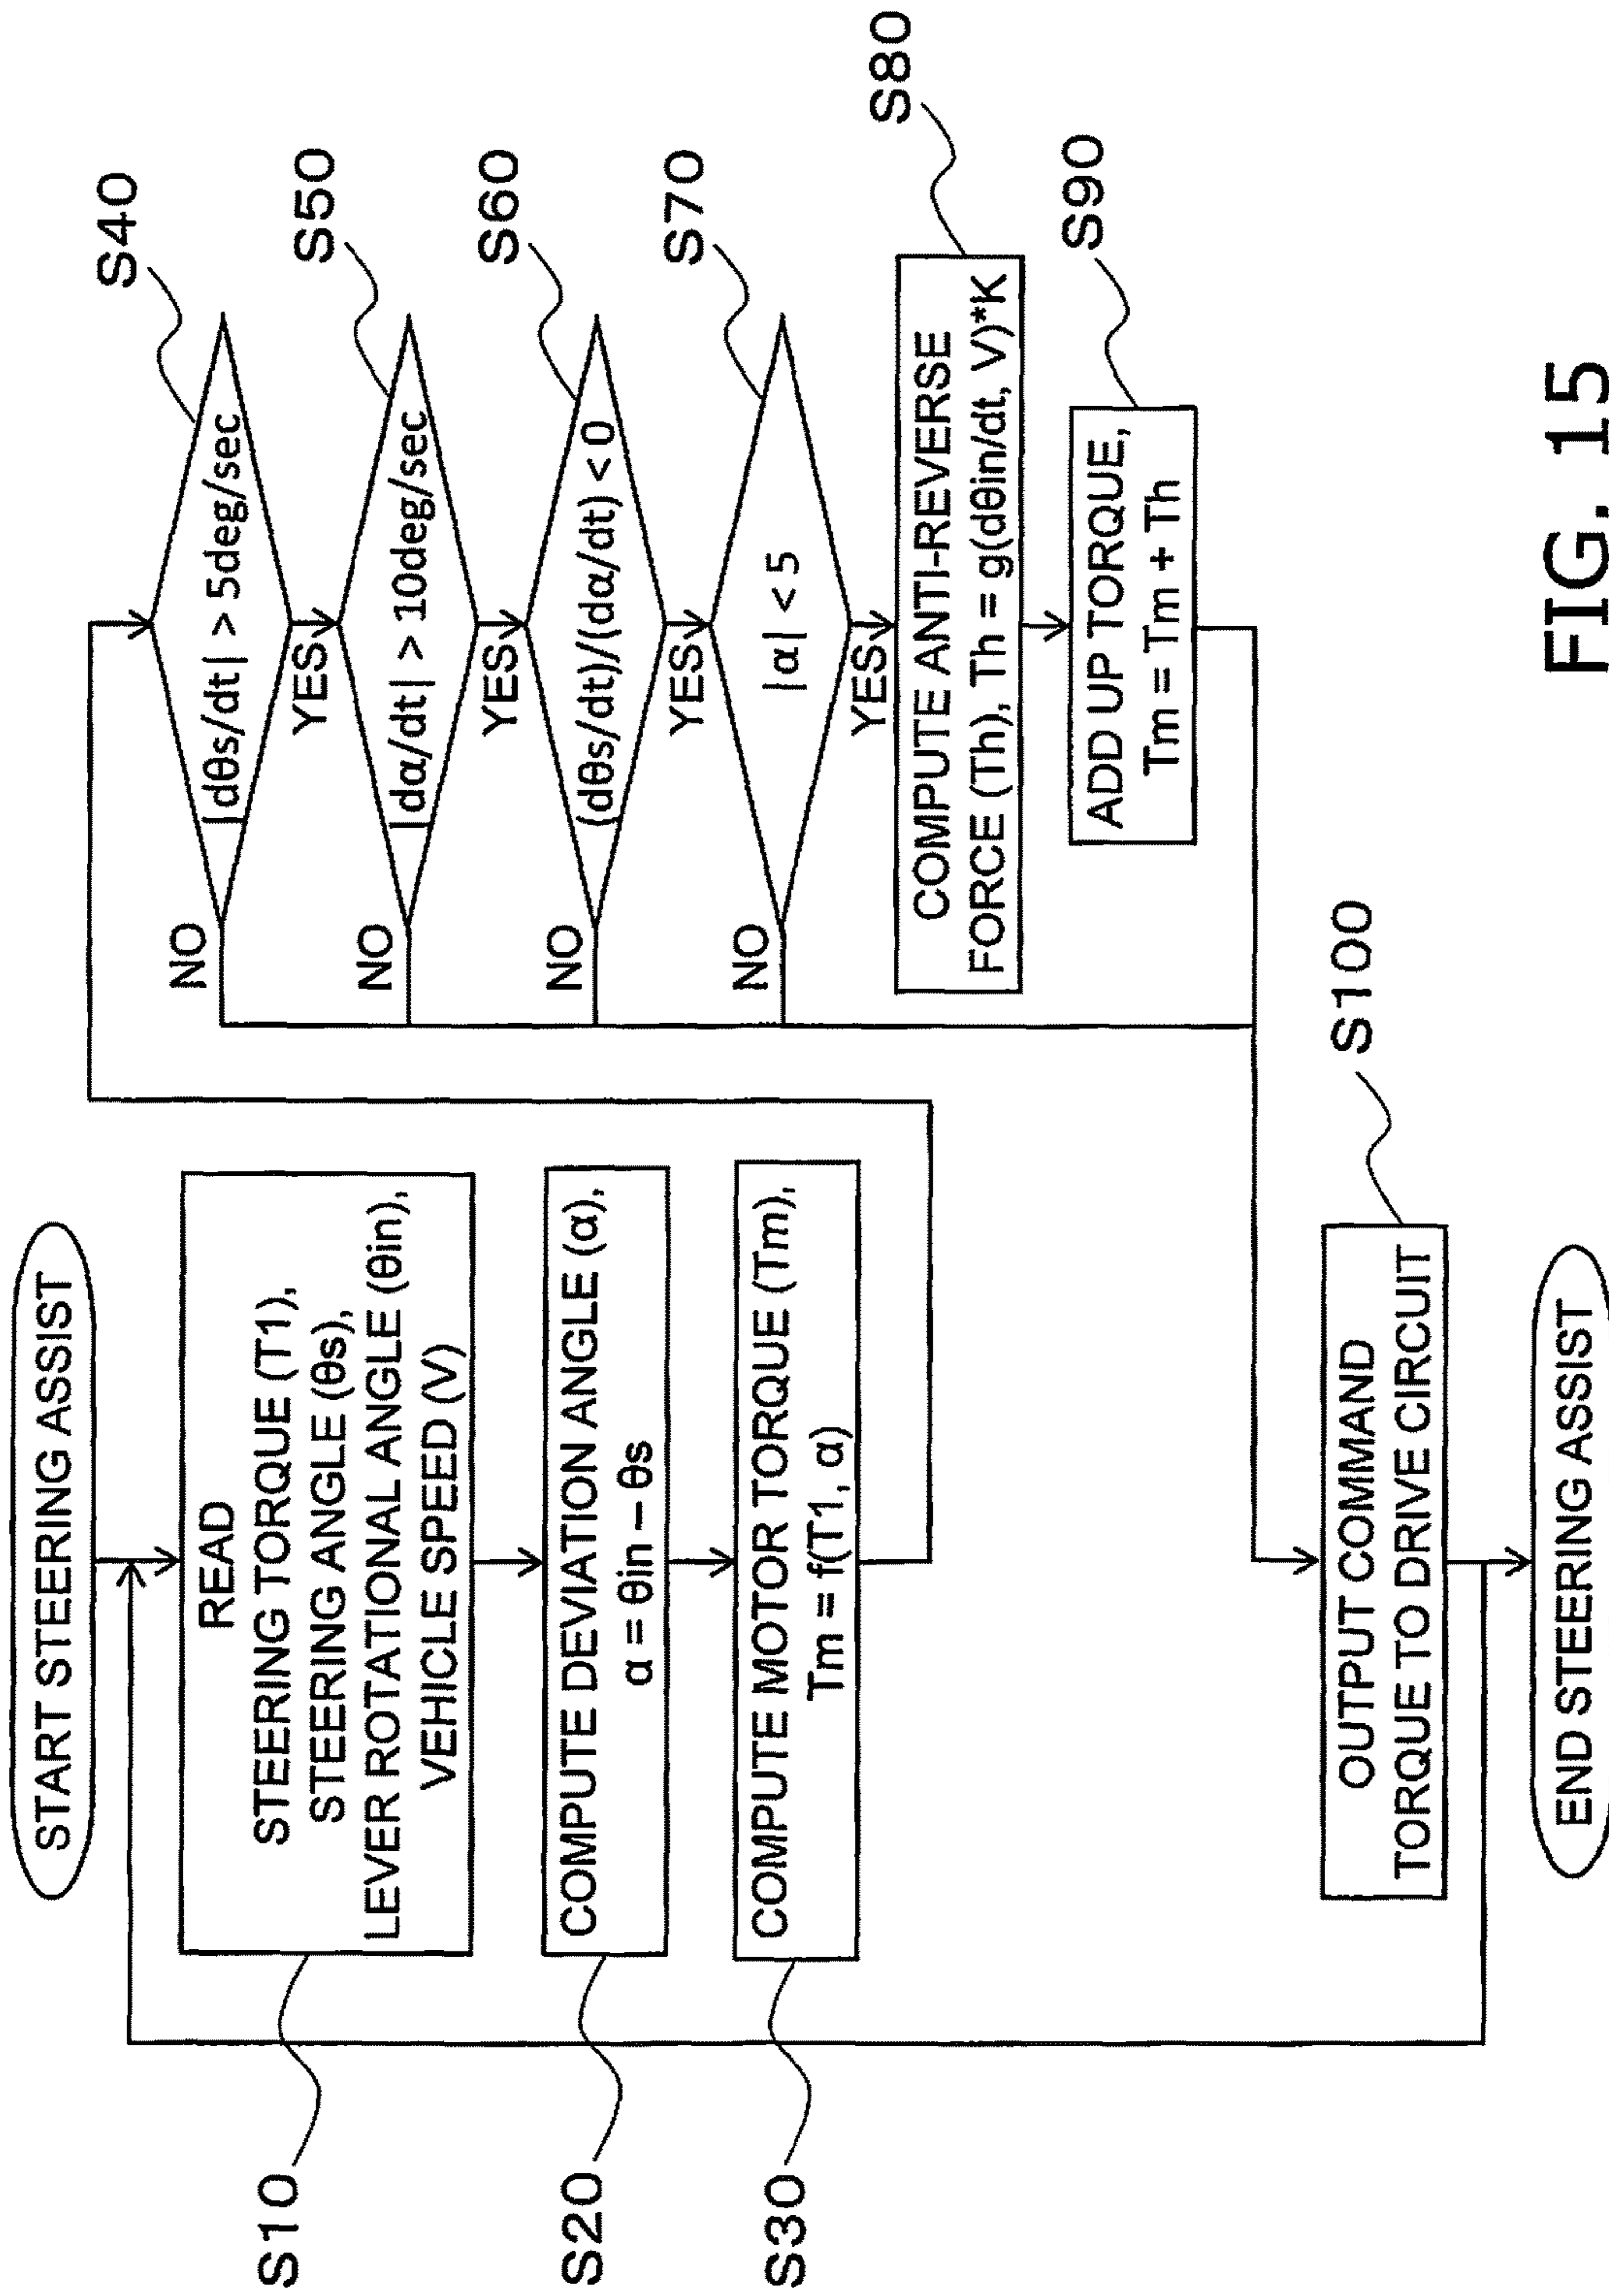 START STEERING ASSIST
S10
READ
STEERING TORQUE (T1),
STEERING ANGLE (θs),
LEVER ROTATIONAL ANGLE (θin),
VEHICLE SPEED (V)
S20
COMPUTE DEVIATION ANGLE (α),
α = θin – θs
S30
COMPUTE MOTOR TORQUE (Tm),
Tm = f(T1, α)
S40
|dθs/dt| > 5deg/sec
NO
YES
S50
|dα/dt| > 10deg/sec
NO
YES
S60
(dθs/dt)/(dα/dt) < 0
NO
YES
S70
|α| < 5
NO
YES
S80
COMPUTE ANTI-REVERSE
FORCE (Th), Th = g(dθin/dt, V)*K
S90
ADD UP TORQUE,
Tm = Tm + Th
S100
OUTPUT COMMAND
TORQUE TO DRIVE CIRCUIT
END STEERING ASSIST
FIG. 15